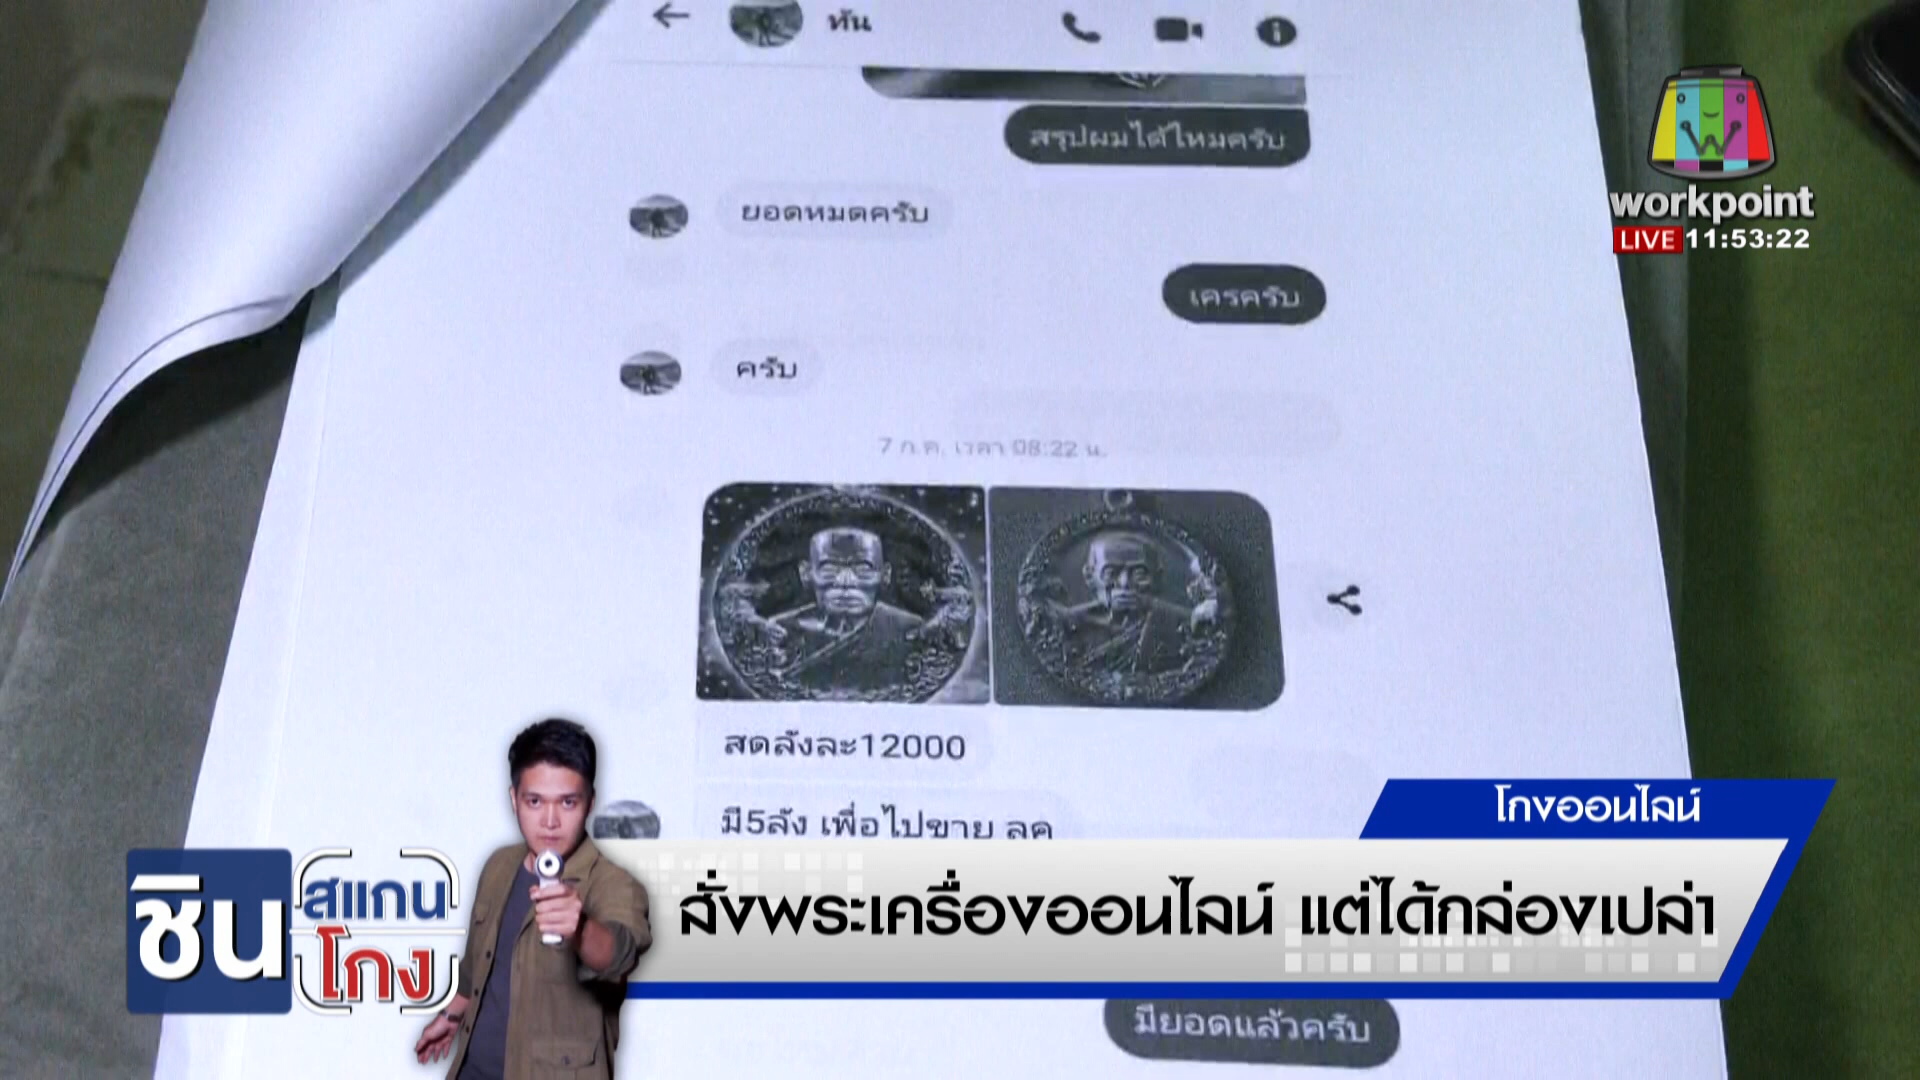 ทัน
สรุปผมได้ไหมครับ
workpoint
LIVE 11:53:22
ยอดหมดครับ
เครครับ
ครับ
7 ก.ค. เวลา 08:22 น.
สดลังละ12000
มี5ลัง เพื่อไปขาย ลค
โกงออนไลน์
ชิน สแกน โกง
สั่งพระเครื่องออนไลน์ แต่ได้กล่องเปล่า
มียอดแล้วครับ